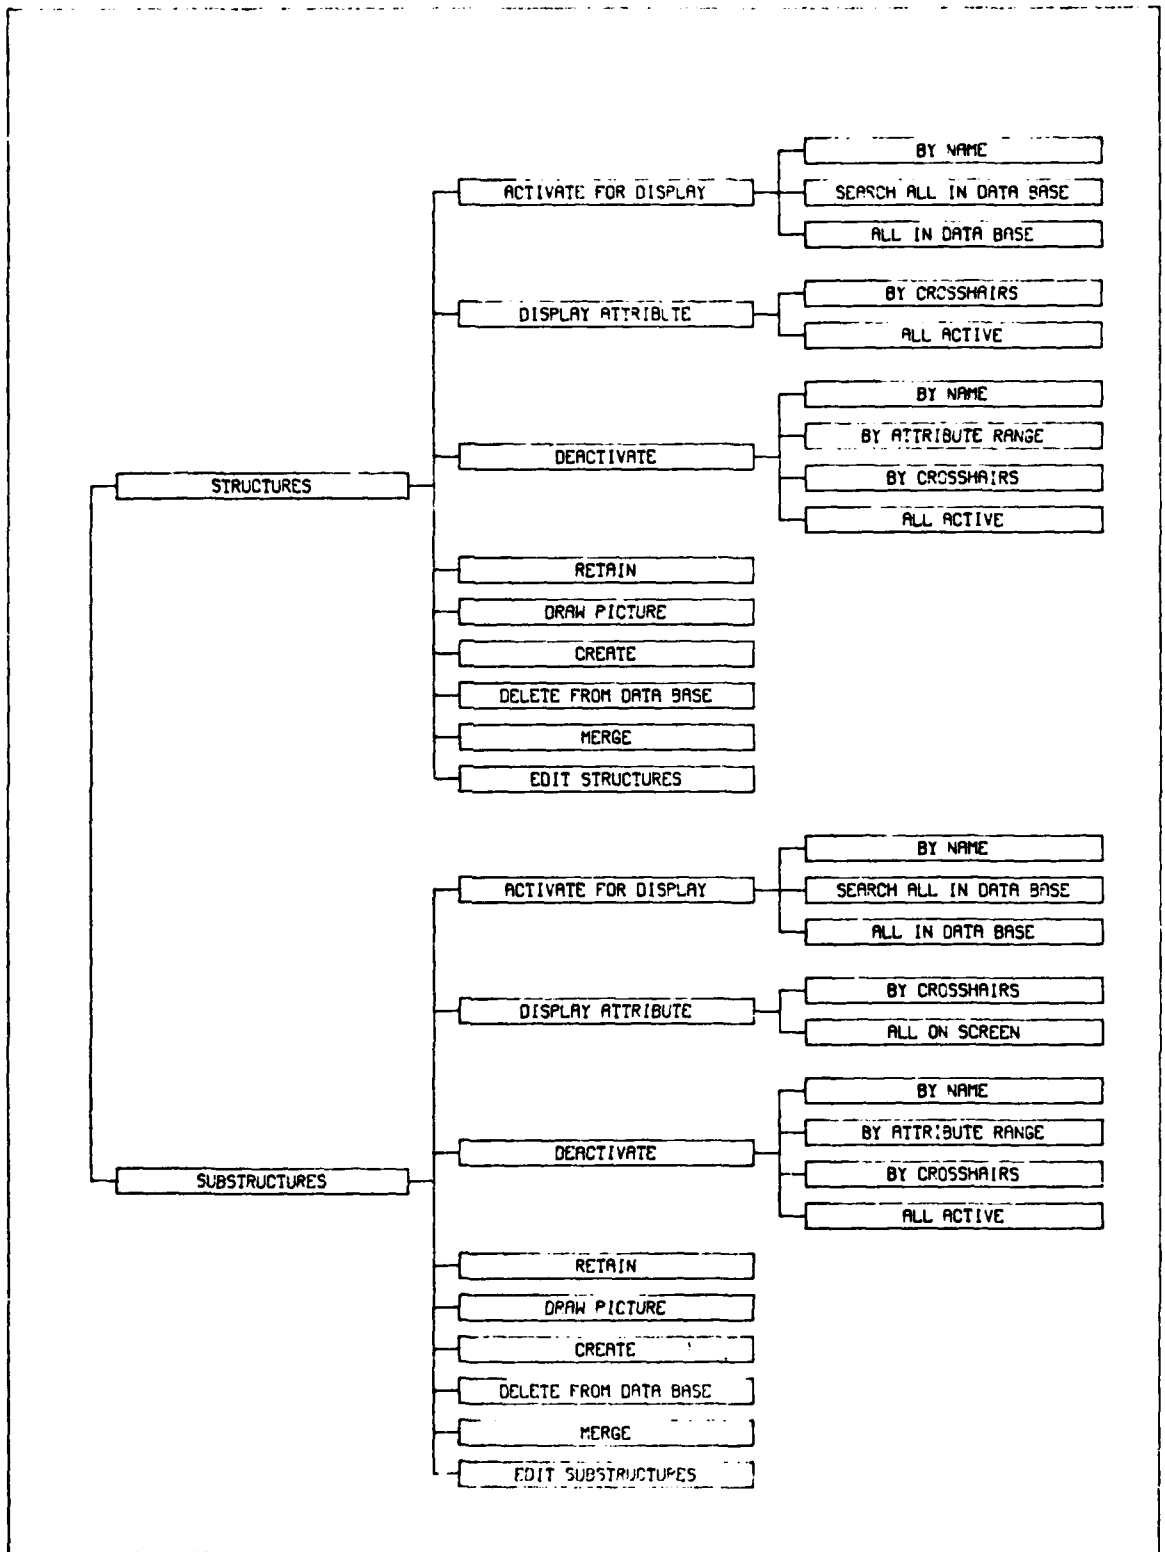 STRUCTURES
ACTIVATE FOR DISPLAY
BY NAME
SEARCH ALL IN DATA BASE
ALL IN DATA BASE
DISPLAY ATTRIBUTE
BY CROSSHAIRS
ALL ACTIVE
DEACTIVATE
BY NAME
BY ATTRIBUTE RANGE
BY CROSSHAIRS
ALL ACTIVE
RETAIN
DRAW PICTURE
CREATE
DELETE FROM DATA BASE
MERGE
EDIT STRUCTURES
SUBSTRUCTURES
ACTIVATE FOR DISPLAY
BY NAME
SEARCH ALL IN DATA BASE
ALL IN DATA BASE
DISPLAY ATTRIBUTE
BY CROSSHAIRS
ALL ON SCREEN
DEACTIVATE
BY NAME
BY ATTRIBUTE RANGE
BY CROSSHAIRS
ALL ACTIVE
RETAIN
DRAW PICTURE
CREATE
DELETE FROM DATA BASE
MERGE
EDIT SUBSTRUCTURES